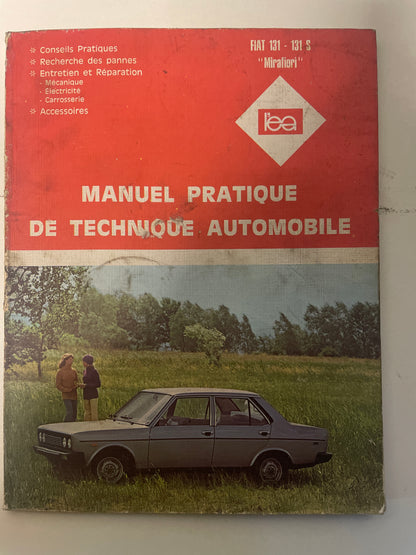 * Conseils Pratiques
* Recherche des pannes
* Entretien et Réparation
- Mécanique
- Électricité
- Carrosserie
* Accessoires
FIAT 131 - 131 S
"Mirafiori"
l'ea
MANUEL PRATIQUE
DE TECHNIQUE AUTOMOBILE